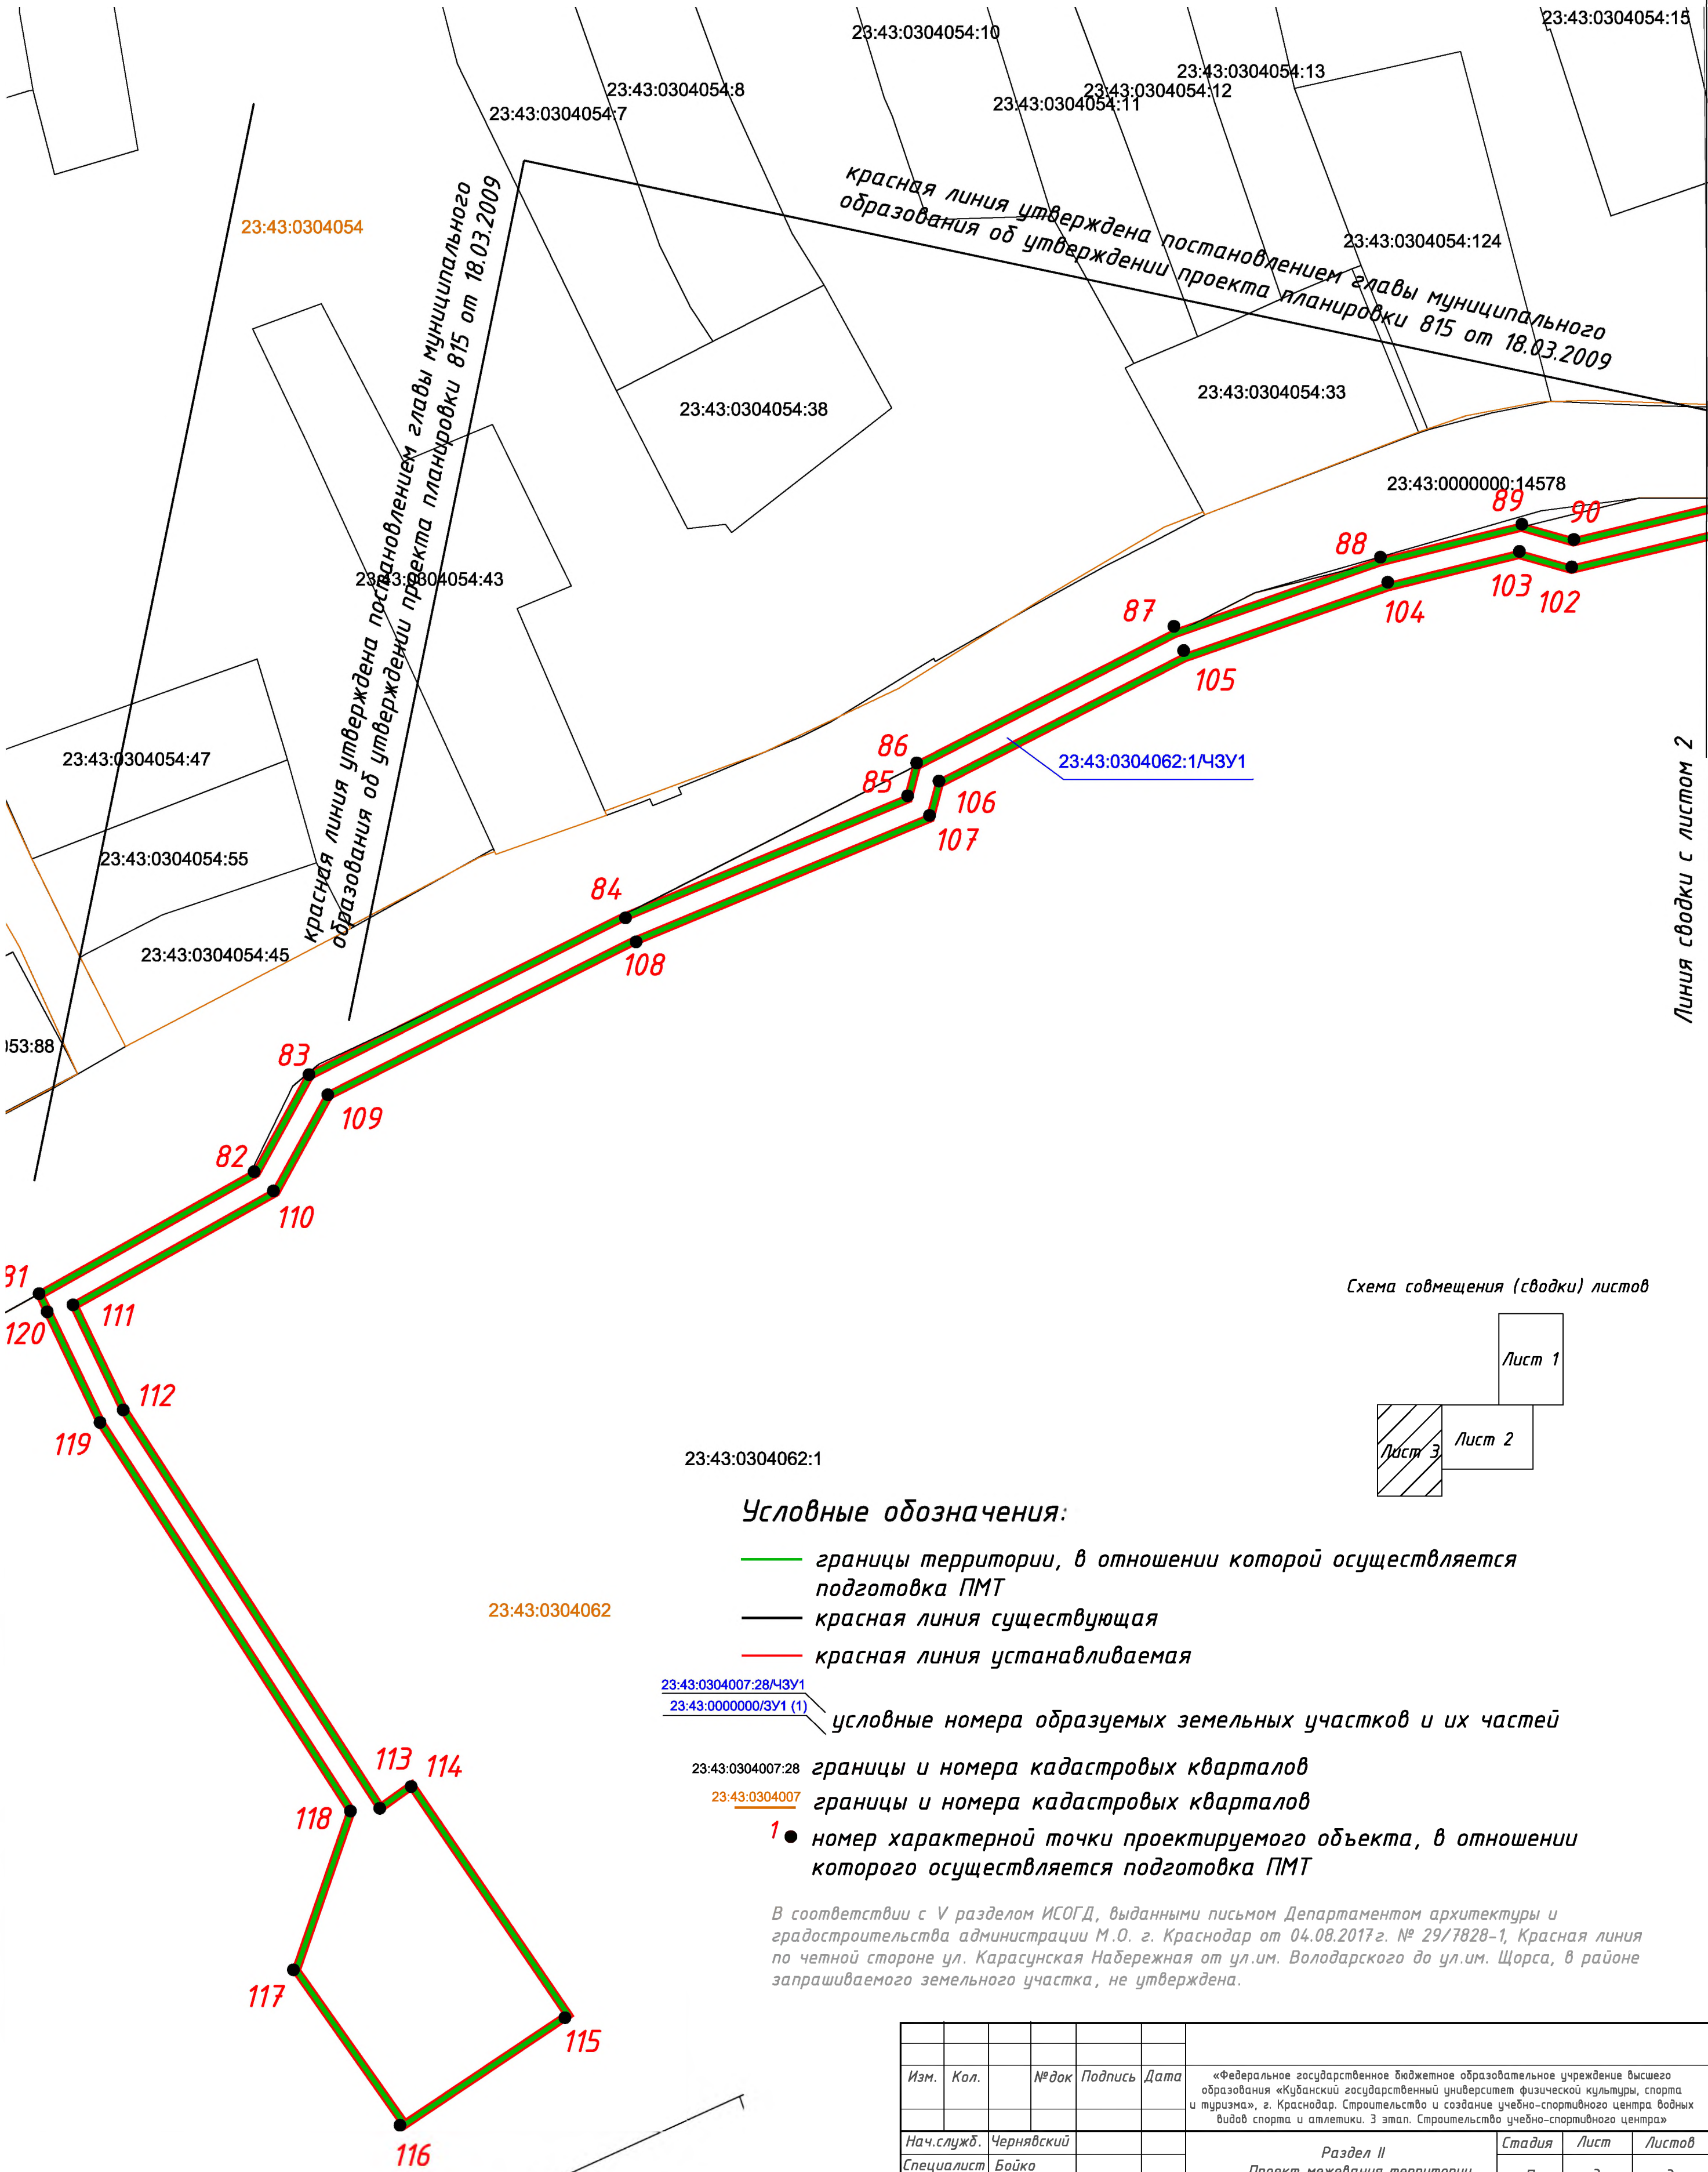 23:43:0304054:15
23:43:0304054:10
23:43:0304054:13
23:43:0304054:8
23:43:0304054:12
23:43:0304054:11
23:43:0304054:7
красная линия утверждена постановлением главы муниципального
образования об утверждении проекта планировки 815 от 18.03.2009
23:43:0304054
23:43:0304054:124
красная линия утверждена постановлением главы муниципального
образования об утверждении проекта планировки 815 от 18.03.2009
23:43:0304054:33
23:43:0304054:38
23:43:0000000:14578
89
90
88
23:43:0304054:43
103
102
104
87
105
86
23:43:0304062:1/ЧЗУ1
23:43:0304054:47
85
106
107
Линия сводки с листом 2
23:43:0304054:55
84
23:43:0304054:45
108
53:88
83
109
82
110
81
111
120
Схема совмещения (сводки) листов
Лист 1
Лист 2
Лист 3
112
119
23:43:0304062:1
Условные обозначения:
границы территории, в отношении которой осуществляется
подготовка ПМТ
23:43:0304062
красная линия существующая
красная линия устанавливаемая
23:43:0304007:28/ЧЗУ1
23:43:0000000/ЗУ1 (1)
условные номера образуемых земельных участков и их частей
113
114
23:43:0304007:28 границы и номера кадастровых кварталов
23:43:0304007 границы и номера кадастровых кварталов
118
1 номер характерной точки проектируемого объекта, в отношении
которого осуществляется подготовка ПМТ
В соответствии с V разделом ИСОГД, выданными письмом Департаментом архитектуры и
градостроительства администрации М.О. г. Краснодар от 04.08.2017г. № 29/7828-1, Красная линия
по четной стороне ул. Карасунская Набережная от ул.им. Володарского до ул.им. Щорса, в районе
запрашиваемого земельного участка, не утверждена.
117
115
116
Изм. Кол. №док Подпись Дата
«Федеральное государственное бюджетное образовательное учреждение высшего
образования «Кубанский государственный университет физической культуры, спорта
и туризма», г. Краснодар. Строительство и создание учебно-спортивного центра водных
видов спорта и атлетики. 3 этап. Строительство учебно-спортивного центра»
Нач.служб. Чернявский
Раздел II
Стадия Лист Листов
Специалист Бойко
Проект межевания территории